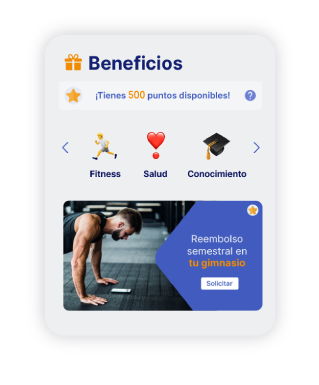 Beneficios
¡Tienes 500 puntos disponibles! ?
Fitness Salud Conocimiento
Reembolso
semestral en
tu gimnasio
Solicitar